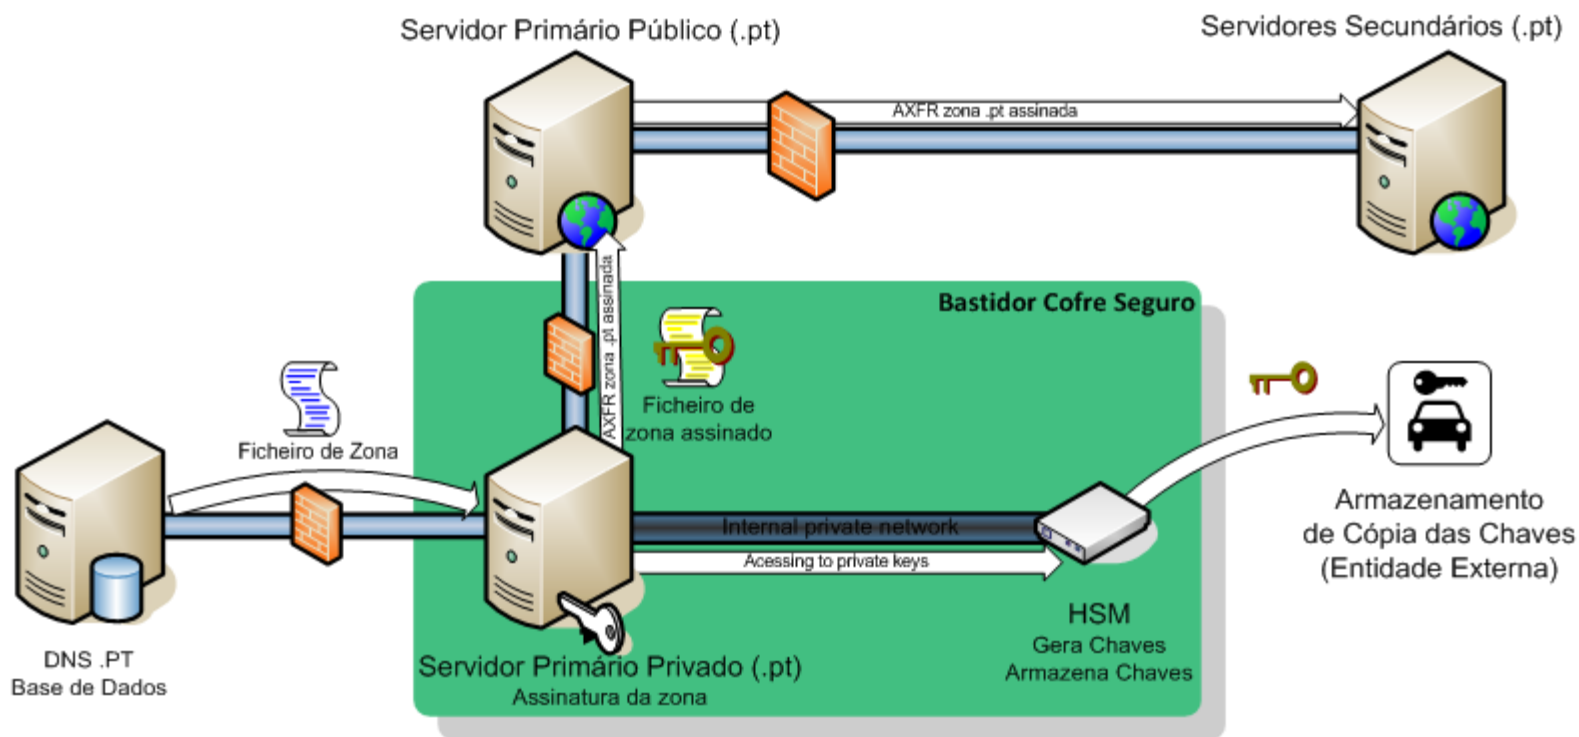 Servidor Primário Público (.pt)
Servidores Secundários (.pt)
AXFR zona .pt assinada
Bastidor Cofre Seguro
AXFR zona .pt assinada
Ficheiro de
zona assinado
Ficheiro de Zona
Internal private network
Acessing to private keys
Armazenamento
de Cópia das Chaves
(Entidade Externa)
HSM
Gera Chaves
Armazena Chaves
DNS .PT
Base de Dados
Servidor Primário Privado (.pt)
Assinatura da zona